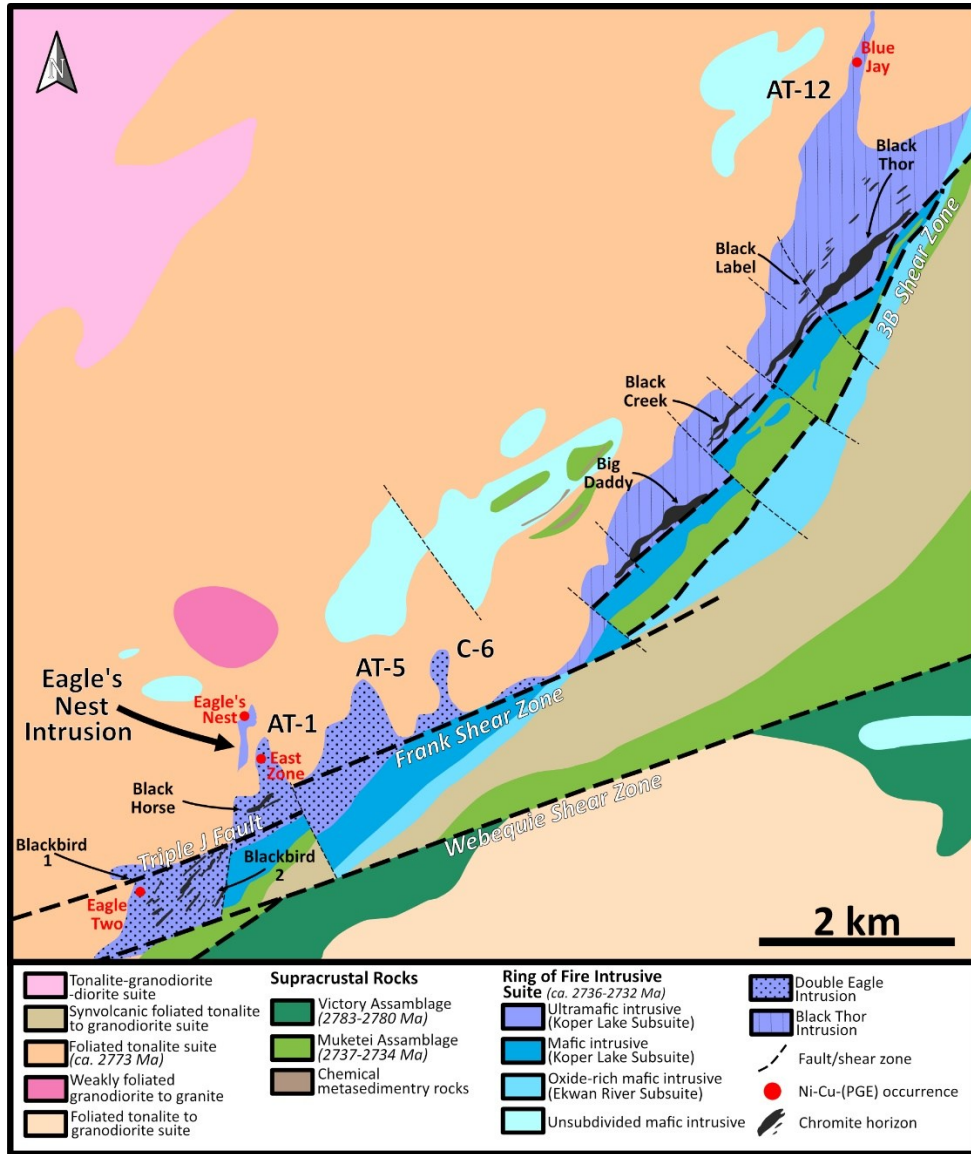 N
Blue
Jay
AT-12
Black
Thor
Black
Label
3B Shear Zone
Black
Creek
Big
Daddy
C-6
AT-5
Eagle's
Nest
Intrusion
Eagle's
Nest
AT-1
East
Zone
Frank Shear Zone
Black
Horse
Triple J Fault
Webequie Shear Zone
Blackbird
1
Blackbird
2
Eagle
Two
2 km
Tonalite-granodiorite
-diorite suite
Synvolcanic foliated tonalite
to granodiorite suite
Foliated tonalite suite
(ca. 2773 Ma)
Weakly foliated
granodiorite to granite
Foliated tonalite to
granodiorite suite
Supracrustal Rocks
Victory Assemblage
(2783-2780 Ma)
Muketei Assamblage
(2737-2734 Ma)
Chemical
metasedimentry rocks
Ring of Fire Intrusive
Suite (ca. 2736-2732 Ma)
Ultramafic intrusive
(Koper Lake Subsuite)
Mafic intrusive
(Koper Lake Subsuite)
Oxide-rich mafic intrusive
(Ekwan River Subsuite)
Unsubdivided mafic intrusive
Double Eagle
Intrusion
Black Thor
Intrusion
Fault/shear zone
Ni-Cu-(PGE) occurrence
Chromite horizon